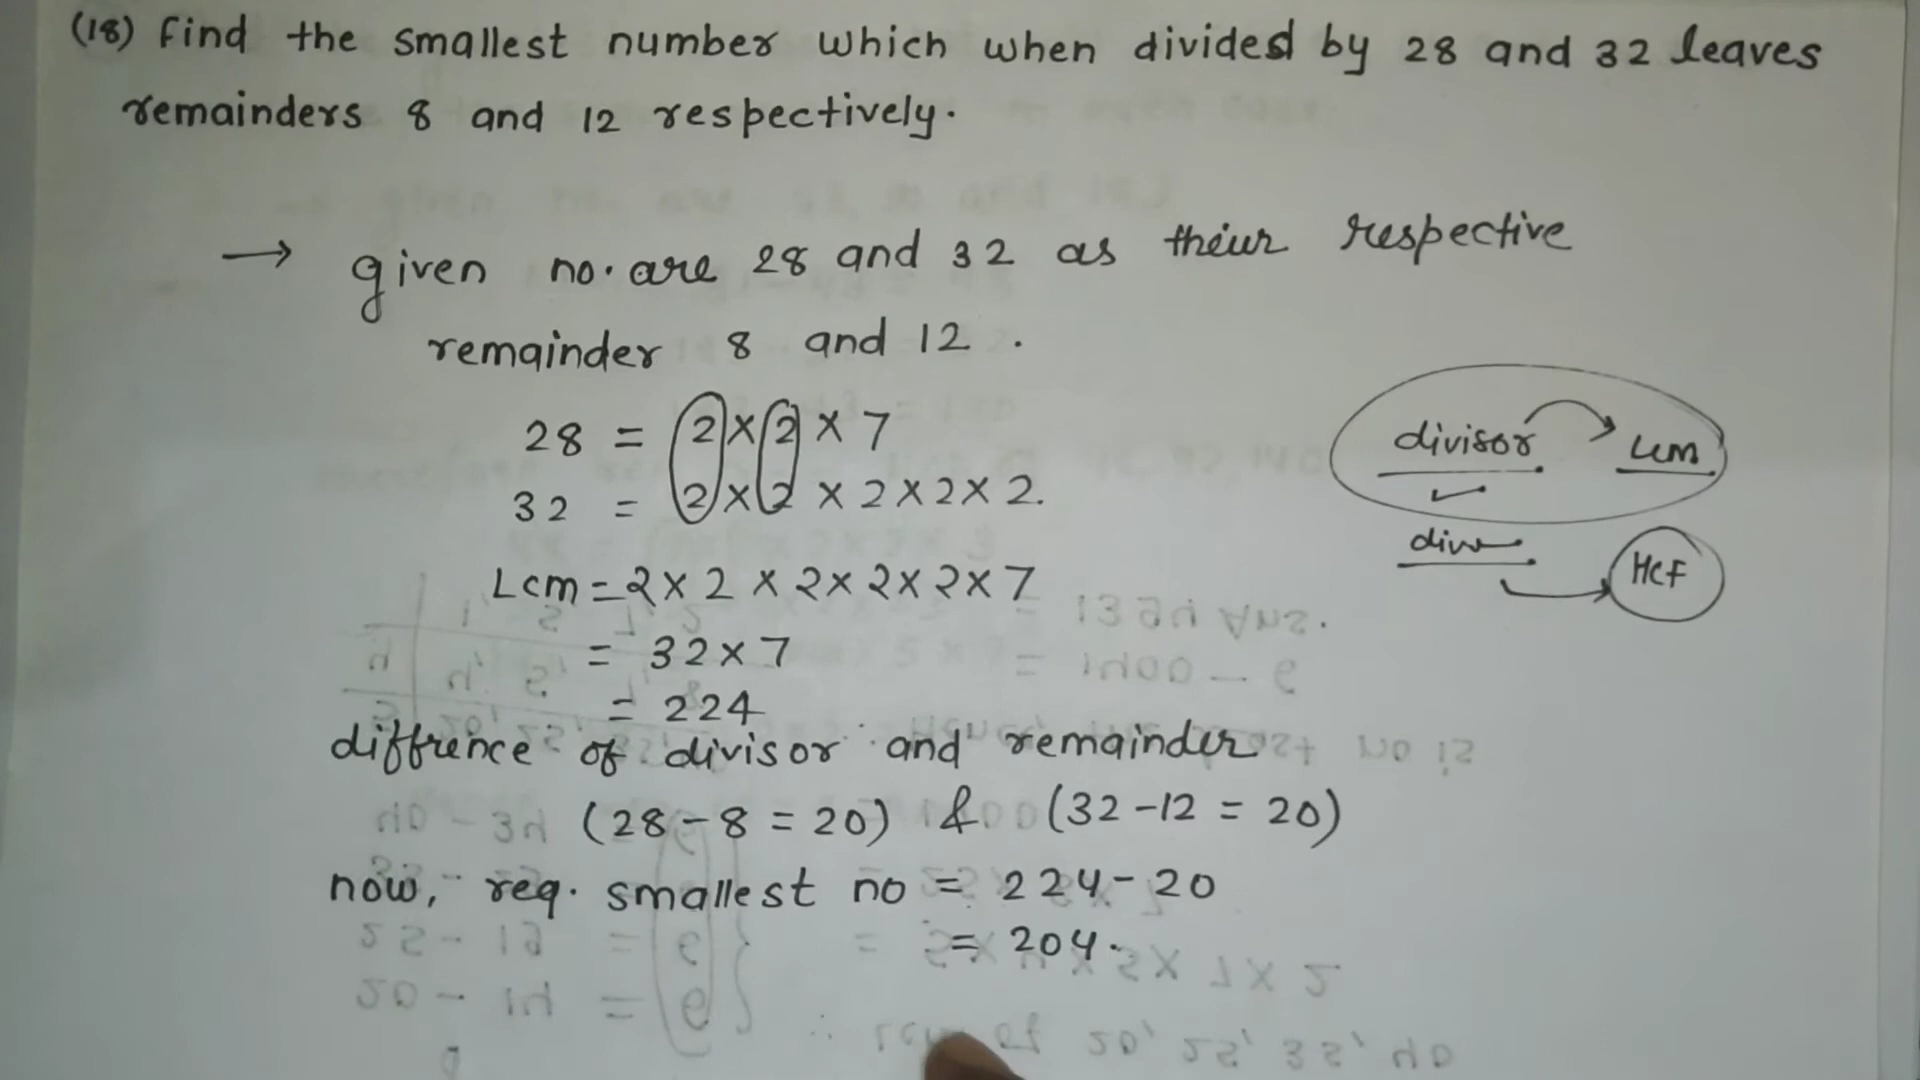 (18) Find the smallest number which when divided by 28 and 32 leaves
remainders 8 and 12 respectively.
→ given no. are 28 and 32 as their respective
remainder 8 and 12 .
28 = 2 × 2 × 7
32 = 2 × 2 × 2 × 2 × 2.
divisor → Lcm
HCF
Lcm = 2 × 2 × 2 × 2 × 2 × 7
= 32 × 7
= 224
diffrence of divisor and remainder
(28 - 8 = 20) & (32 - 12 = 20)
now, req. smallest no = 224 - 20
= 204.